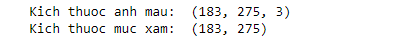 Kich thuoc anh mau:  (183, 275, 3)
Kich thuoc muc xam:  (183, 275)